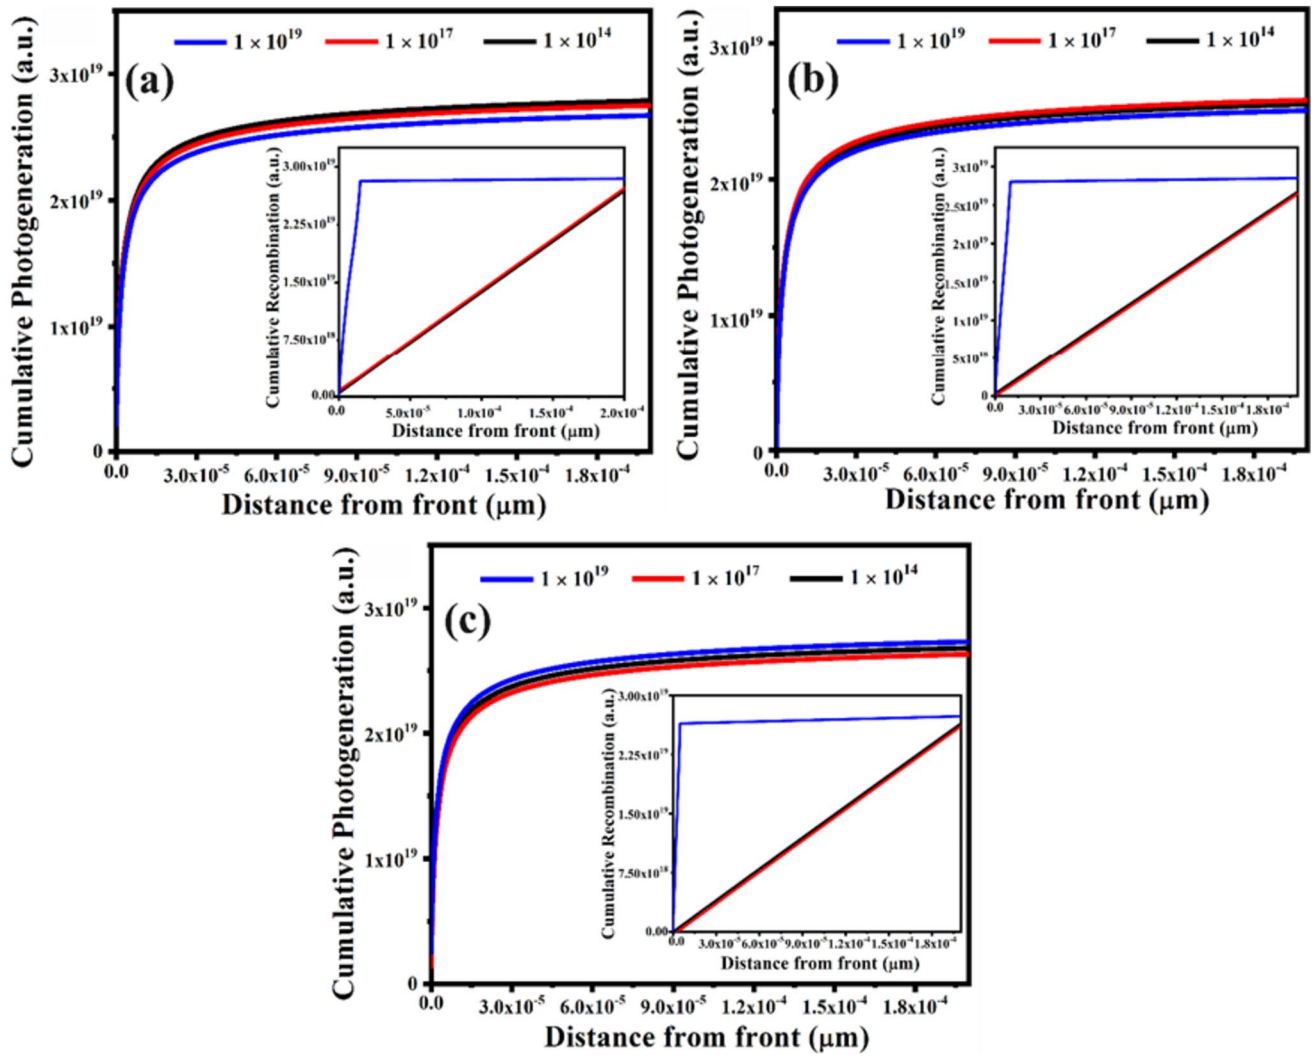 1 × 10¹⁹ 1 × 10¹⁷ 1 × 10¹⁴
(a)
Cumulative Photogeneration (a.u.)
3x10¹⁹
2x10¹⁹
1x10¹⁹
0
0.0 3.0x10⁻⁵ 6.0x10⁻⁵ 9.0x10⁻⁵ 1.2x10⁻⁴ 1.5x10⁻⁴ 1.8x10⁻⁴
Distance from front (μm)
Cumulative Recombination (a.u.)
3.00x10¹⁹
2.25x10¹⁹
1.50x10¹⁹
7.50x10¹⁸
0.00
0.0 5.0x10⁻⁵ 1.0x10⁻⁴ 1.5x10⁻⁴ 2.0x10⁻⁴
Distance from front (μm)
1 × 10¹⁹ 1 × 10¹⁷ 1 × 10¹⁴
(b)
Cumulative Photogeneration (a.u.)
3x10¹⁹
2x10¹⁹
1x10¹⁹
0
0.0 3.0x10⁻⁵ 6.0x10⁻⁵ 9.0x10⁻⁵ 1.2x10⁻⁴ 1.5x10⁻⁴ 1.8x10⁻⁴
Distance from front (μm)
Cumulative Recombination (a.u.)
3x10¹⁹
2.5x10¹⁹
2x10¹⁹
1.5x10¹⁹
1x10¹⁹
5x10¹⁸
0
0.0 3.0x10⁻⁵ 6.0x10⁻⁵ 9.0x10⁻⁵ 1.2x10⁻⁴ 1.5x10⁻⁴ 1.8x10⁻⁴
Distance from front (μm)
1 × 10¹⁹ 1 × 10¹⁷ 1 × 10¹⁴
(c)
Cumulative Photogeneration (a.u.)
3x10¹⁹
2x10¹⁹
1x10¹⁹
0
0.0 3.0x10⁻⁵ 6.0x10⁻⁵ 9.0x10⁻⁵ 1.2x10⁻⁴ 1.5x10⁻⁴ 1.8x10⁻⁴
Distance from front (μm)
Cumulative Recombination (a.u.)
3.00x10¹⁹
2.25x10¹⁹
1.50x10¹⁹
7.50x10¹⁸
0.00
0.0 3.0x10⁻⁵ 6.0x10⁻⁵ 9.0x10⁻⁵ 1.2x10⁻⁴ 1.5x10⁻⁴ 1.8x10⁻⁴
Distance from front (μm)